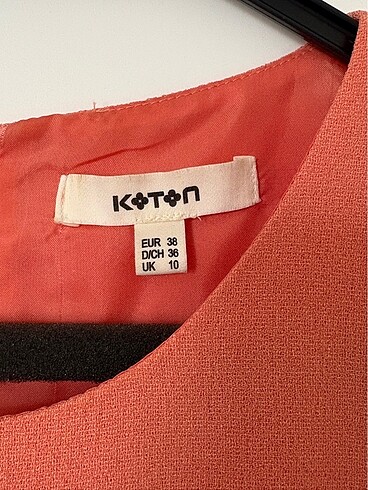 KOTON
EUR 38
D/CH 36
UK 10